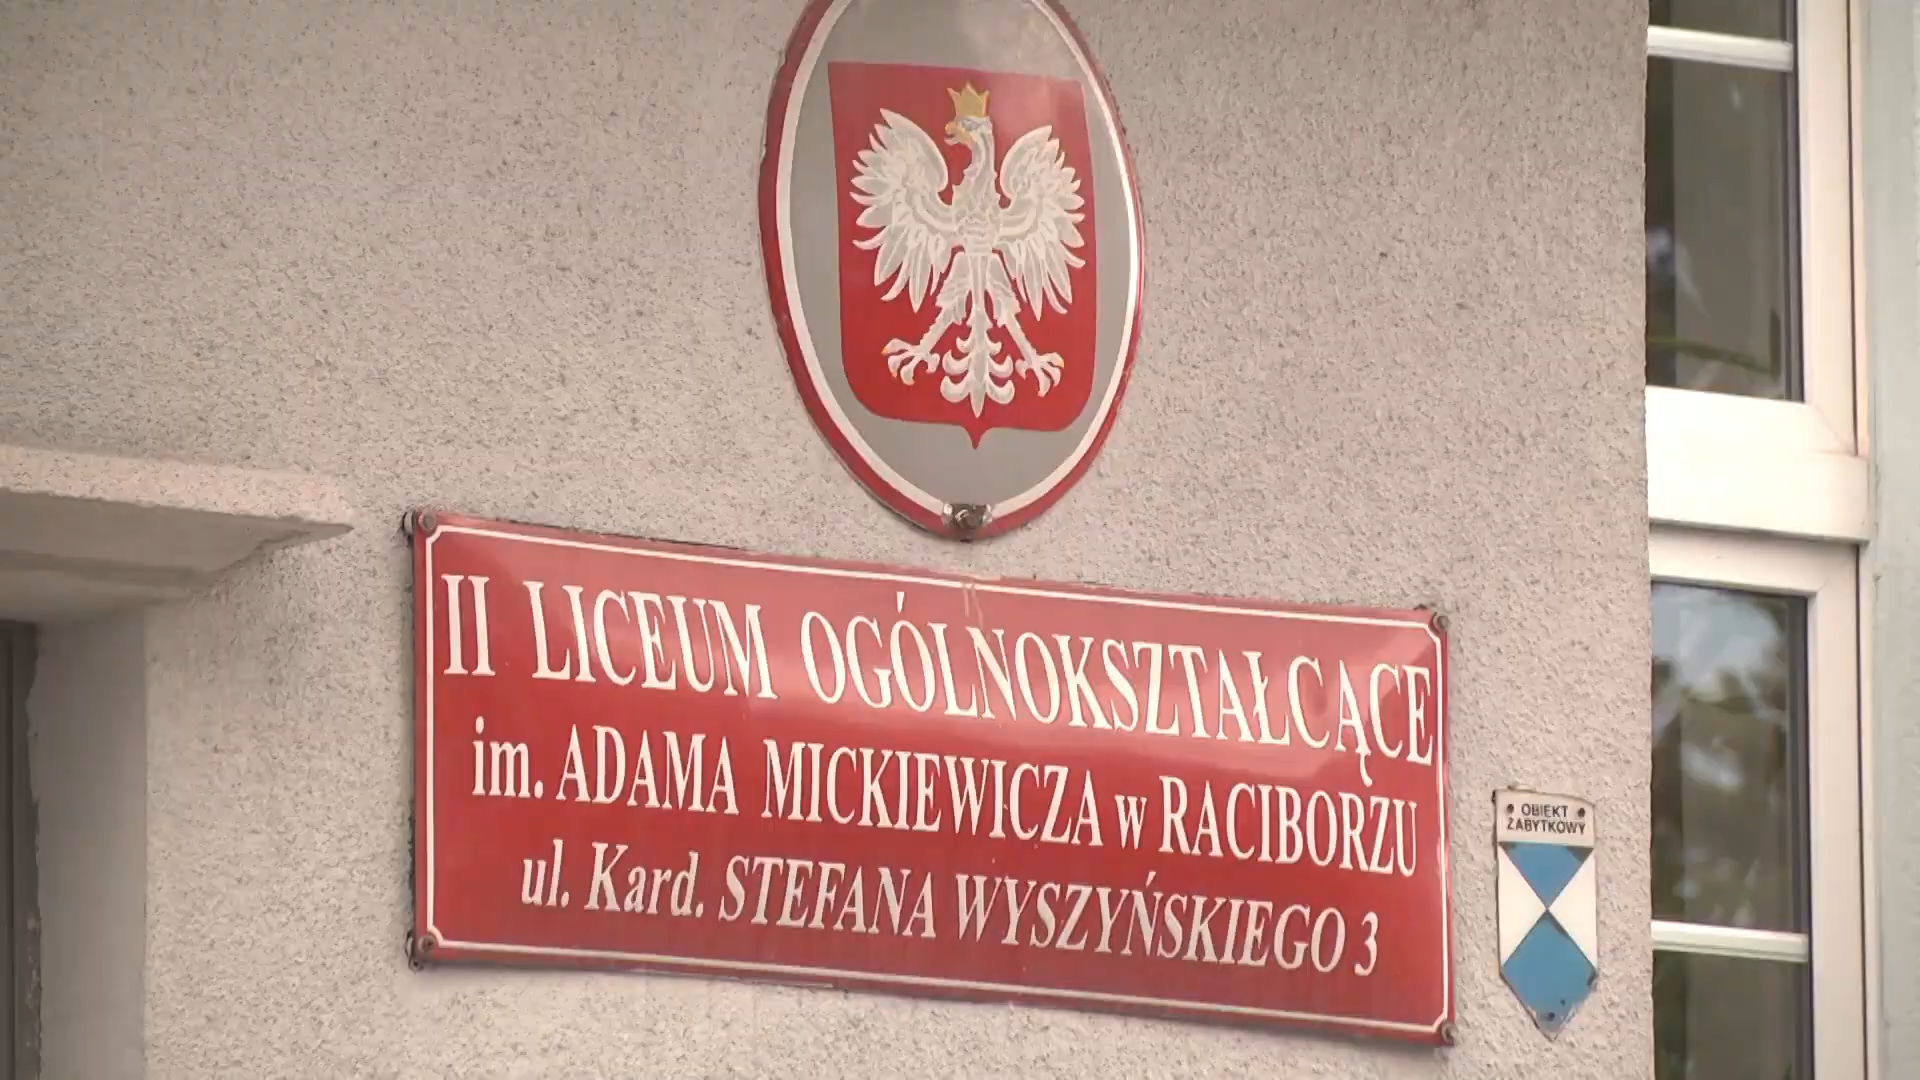 II LICEUM OGÓLNOKSZTAŁCĄCE
im. ADAMA MICKIEWICZA w RACIBORZU
ul. Kard. STEFANA WYSZYŃSKIEGO 3
OBIEKT
ZABYTKOWY